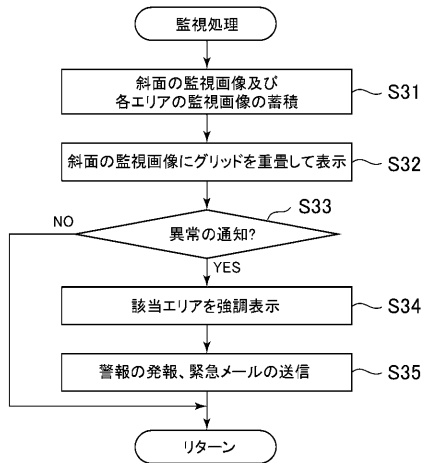 監視処理
斜面の監視画像及び
各エリアの監視画像の蓄積
S31
斜面の監視画像にグリッドを重畳して表示
S32
S33
NO
異常の通知?
YES
該当エリアを強調表示
S34
警報の発報、緊急メールの送信
S35
リターン